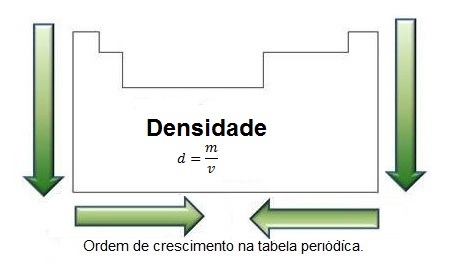 Densidade
d = m/v
Ordem de crescimento na tabela periódica.